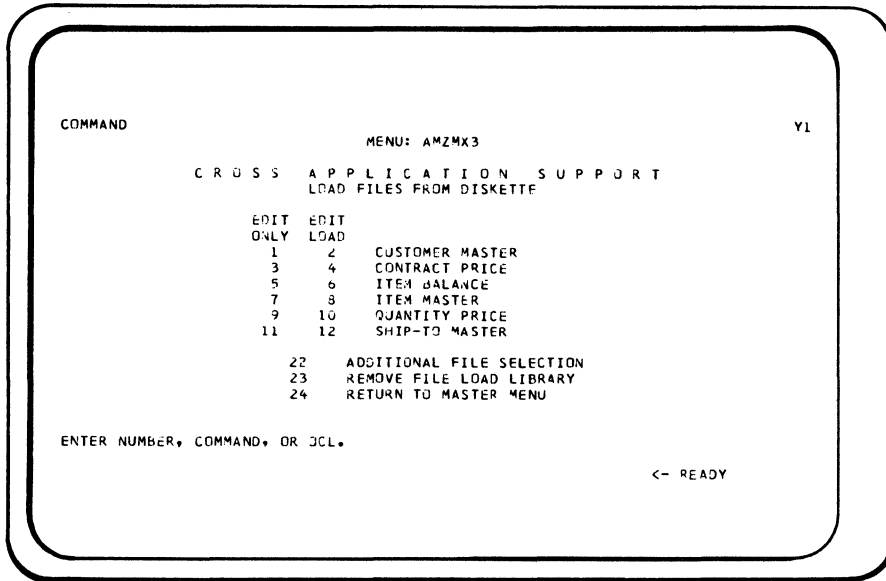 COMMAND Y1
MENU: AMZMX3
C R O S S A P P L I C A T I O N S U P P O R T
LOAD FILES FROM DISKETTE
EDIT EDIT
ONLY LOAD
1 2 CUSTOMER MASTER
3 4 CONTRACT PRICE
5 6 ITEM BALANCE
7 8 ITEM MASTER
9 10 QUANTITY PRICE
11 12 SHIP-TO MASTER
22 ADDITIONAL FILE SELECTION
23 REMOVE FILE LOAD LIBRARY
24 RETURN TO MASTER MENU
ENTER NUMBER, COMMAND, OR OCL.
<- READY